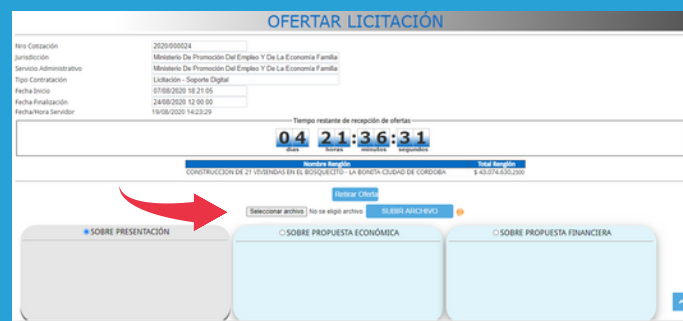 OFERTAR LICITACIÓN
Nro Cotización 2020/000024
Jurisdicción Ministerio De Promoción Del Empleo Y De La Economía Familia
Servicio Administrativo Ministerio De Promoción Del Empleo Y De La Economía Familia
Tipo Contratación Licitación - Soporte Digital
Fecha Inicio 07/08/2020 18:21:05
Fecha Finalización 24/08/2020 12:00:00
Fecha/Hora Servidor 19/08/2020 14:23:29
Tiempo restante de recepción de ofertas
04 21:36:31
dias horas minutos segundos
Nombre Renglón Total Renglón
CONSTRUCCION DE 21 VIVIENDAS EN EL BOSQUECITO - LA BONITA CIUDAD DE CORDOBA $ 43.074.630,2500
Retirar Oferta
Seleccionar archivo No se eligió archivo SUBIR ARCHIVO
SOBRE PRESENTACIÓN SOBRE PROPUESTA ECONÓMICA SOBRE PROPUESTA FINANCIERA